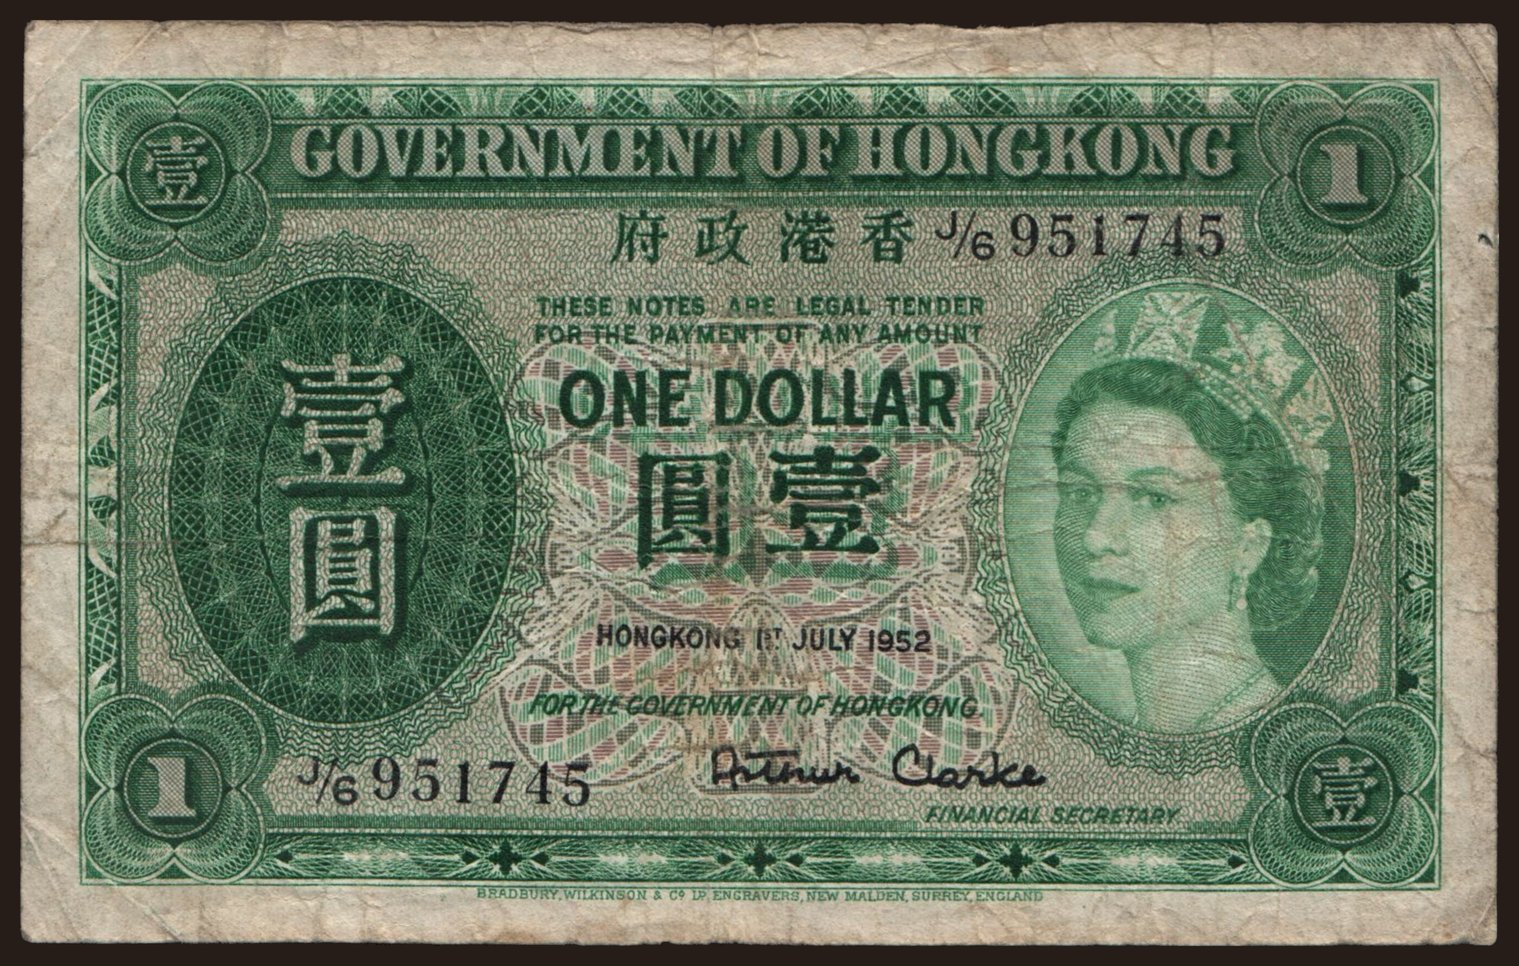 壹
GOVERNMENT OF HONGKONG
1
府政港香
J/6 951745
THESE NOTES ARE LEGAL TENDER
FOR THE PAYMENT OF ANY AMOUNT
壹圓
ONE DOLLAR
圓壹
HONGKONG 1ST JULY 1952
FOR THE GOVERNMENT OF HONGKONG
1
J/6 951745
Arthur Clarke
FINANCIAL SECRETARY
壹
BRADBURY, WILKINSON & Cº Lᴰ. ENGRAVERS, NEW MALDEN, SURREY, ENGLAND